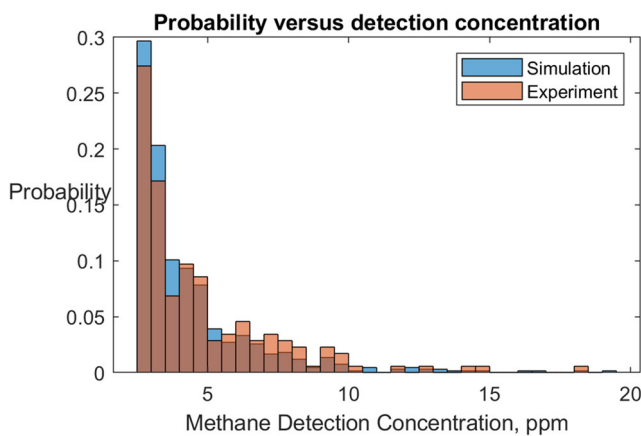 Probability versus detection concentration
Simulation
Experiment
Probability
0.3
0.25
0.2
0.15
0.1
0.05
0
5
10
15
20
Methane Detection Concentration, ppm